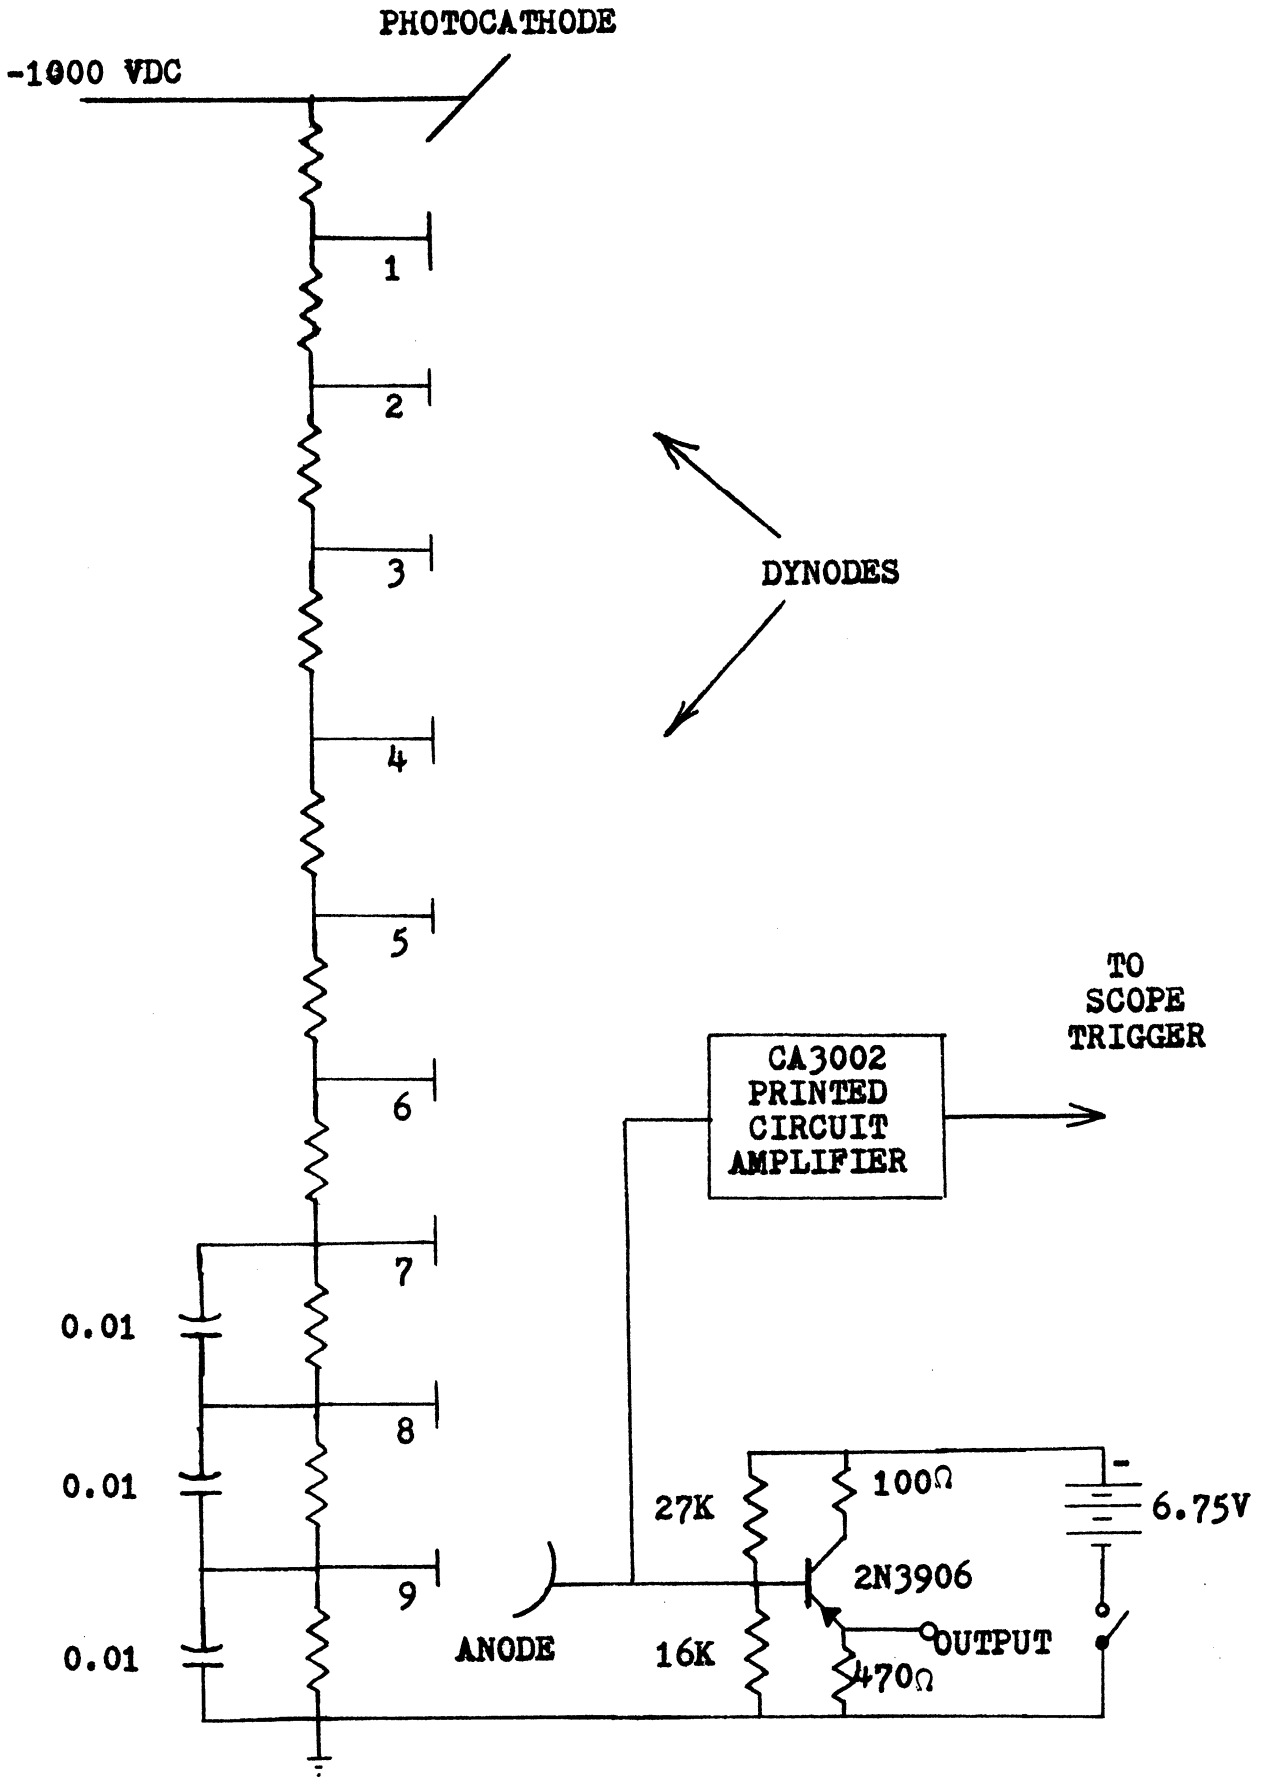 PHOTOCATHODE
-1000 VDC
1
2
3
DYNODES
4
5
TO
SCOPE
TRIGGER
CA3002
PRINTED
CIRCUIT
AMPLIFIER
6
7
0.01
8
0.01
9
0.01
ANODE
27K
100Ω
-
6.75V
2N3906
16K
OUTPUT
470Ω